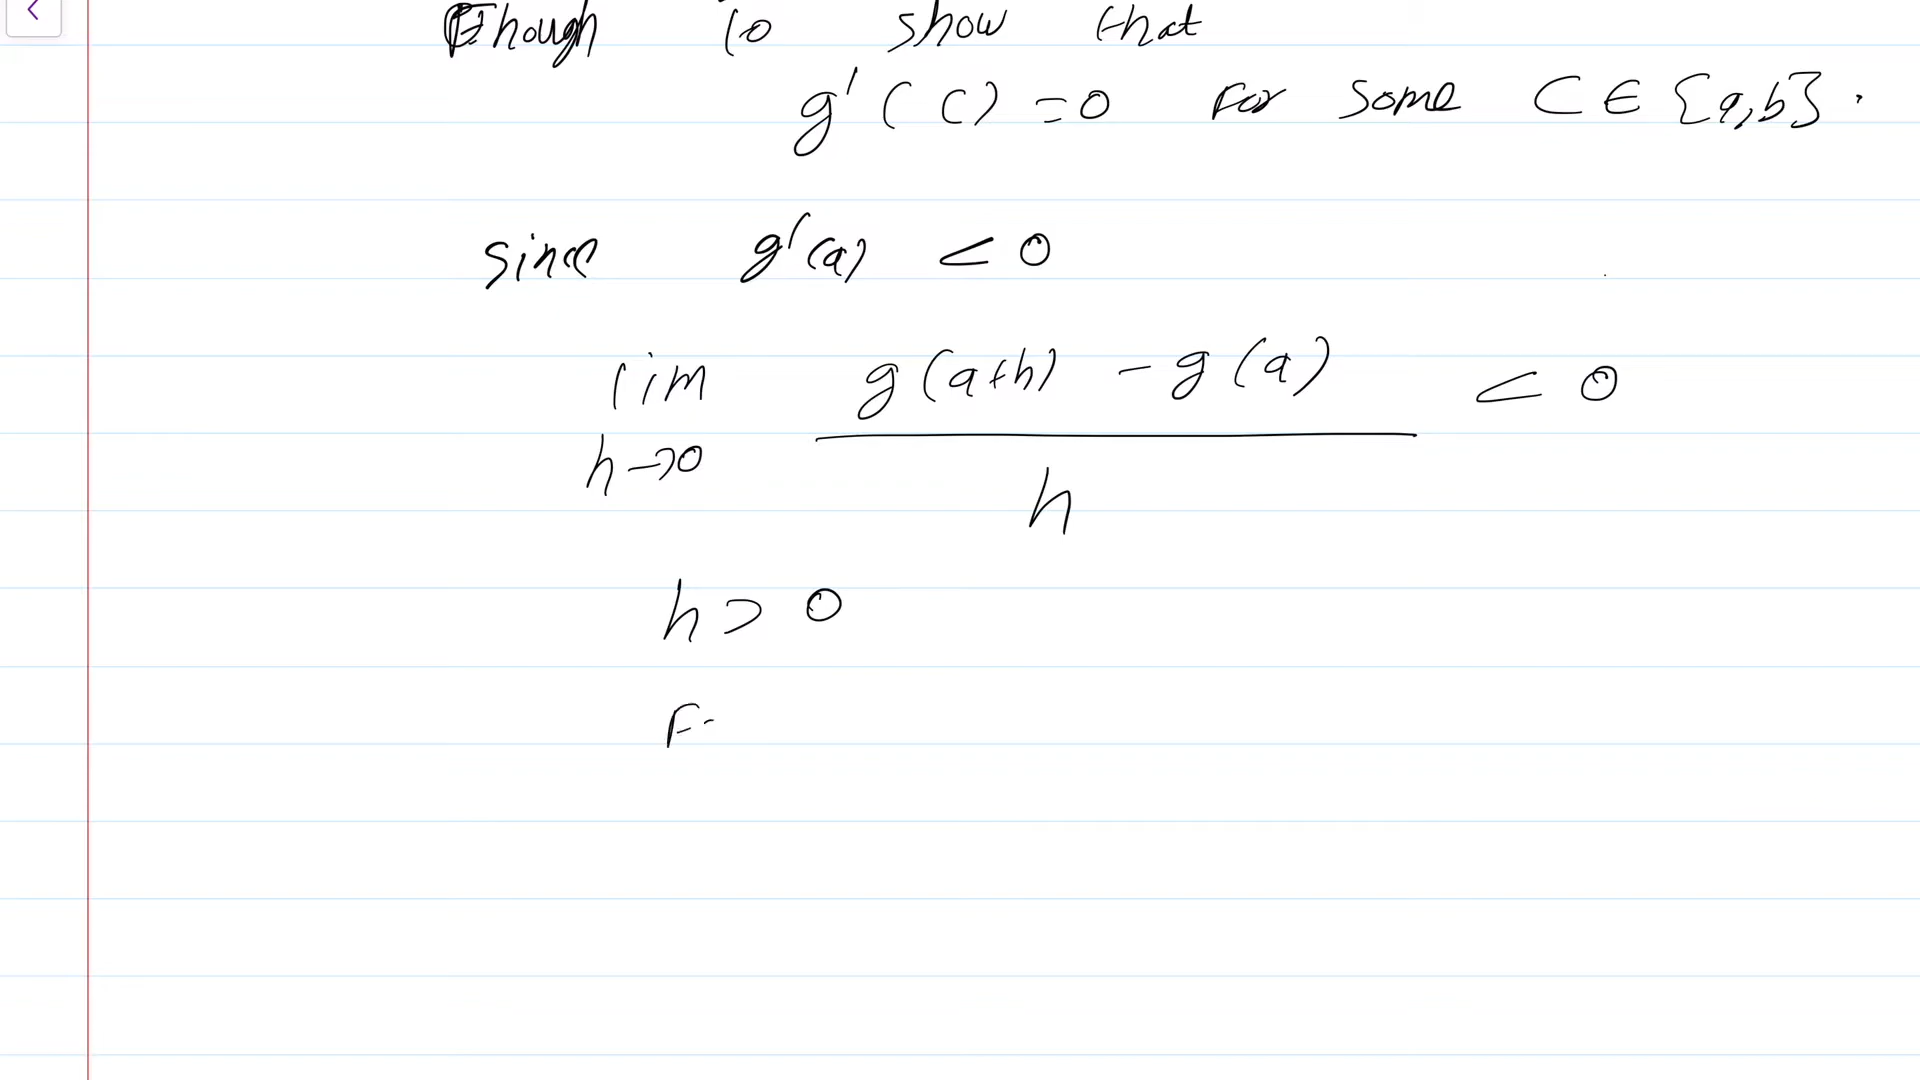 Enough to show that
g'(c) = 0 For some C ∈ {a,b}.
since g'(a) < 0
lim g(a+h) - g(a) < 0
h→0 h
h > 0